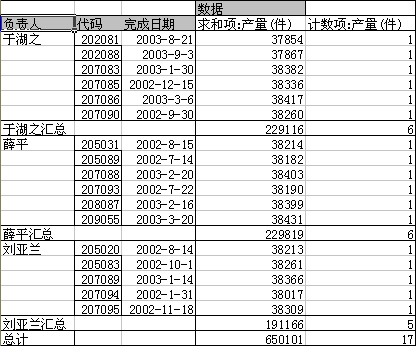 数据
负责人 代码 完成日期 求和项:产量(件) 计数项:产量(件)
于湖之 202081 2003-8-21 37854 1
202088 2003-9-3 37867 1
207083 2003-1-30 38382 1
207085 2002-12-15 38336 1
207086 2003-3-6 38417 1
207090 2002-9-30 38260 1
于湖之汇总 229116 6
薛平 205031 2002-8-15 38214 1
205089 2002-7-14 38182 1
207088 2003-2-20 38403 1
207093 2002-7-22 38190 1
208087 2003-2-16 38399 1
209055 2003-3-20 38431 1
薛平汇总 229819 6
刘亚兰 205020 2002-8-14 38213 1
205083 2002-10-1 38261 1
207089 2003-1-14 38366 1
207094 2002-1-31 38017 1
207095 2002-11-18 38309 1
刘亚兰汇总 191166 5
总计 650101 17